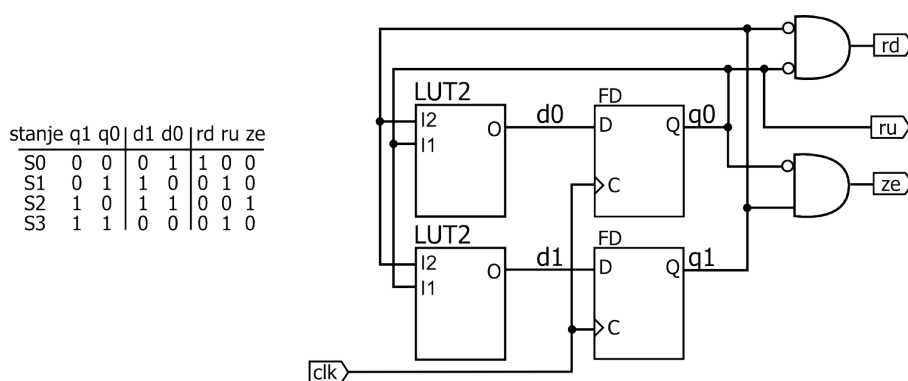 stanje q1 q0 d1 d0 rd ru ze
S0 0 0 0 1 1 0 0
S1 0 1 1 0 0 1 0
S2 1 0 1 1 0 0 1
S3 1 1 0 0 0 1 0
LUT2
I2
I1
O
d0
FD
D
Q
C
q0
LUT2
I2
I1
O
d1
FD
D
Q
C
q1
clk
rd
ru
ze